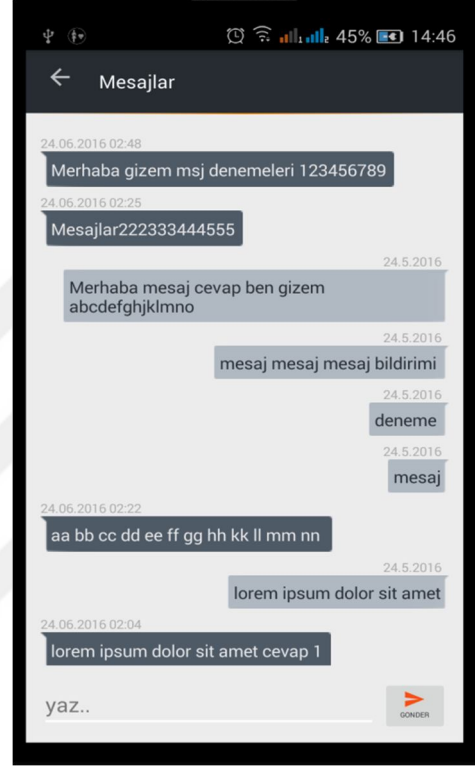 45% 14:46
Mesajlar
24.06.2016 02:48
Merhaba gizem msj denemeleri 123456789
24.06.2016 02:25
Mesajlar222333444555
24.5.2016
Merhaba mesaj cevap ben gizem
abcdefghjklmno
24.5.2016
mesaj mesaj mesaj bildirimi
24.5.2016
deneme
24.5.2016
mesaj
24.06.2016 02:22
aa bb cc dd ee ff gg hh kk ll mm nn
24.5.2016
lorem ipsum dolor sit amet
24.06.2016 02:04
lorem ipsum dolor sit amet cevap 1
yaz..
GONDER